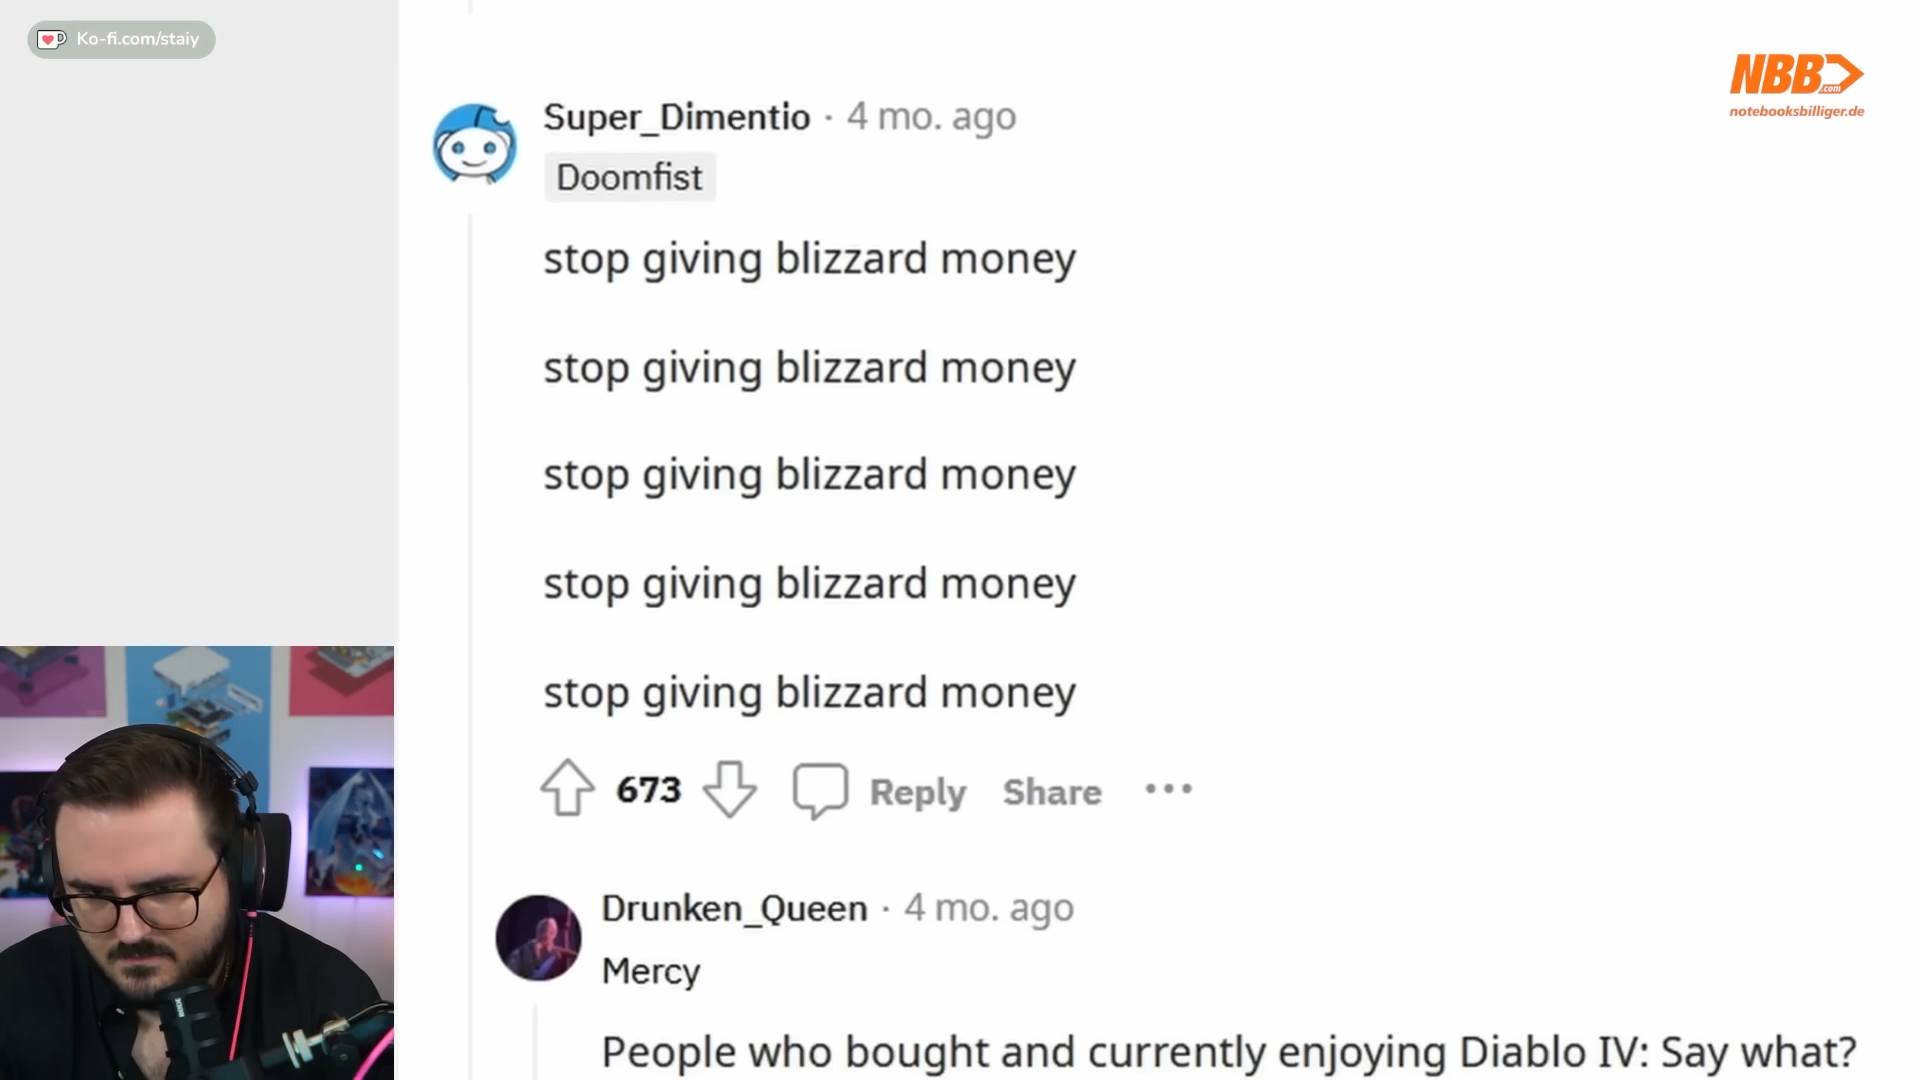 Ko-fi.com/staiy
NBB
.com
notebooksbilliger.de
Super_Dimentio · 4 mo. ago
Doomfist
stop giving blizzard money
stop giving blizzard money
stop giving blizzard money
stop giving blizzard money
stop giving blizzard money
673 Reply Share ···
Drunken_Queen · 4 mo. ago
Mercy
People who bought and currently enjoying Diablo IV: Say what?